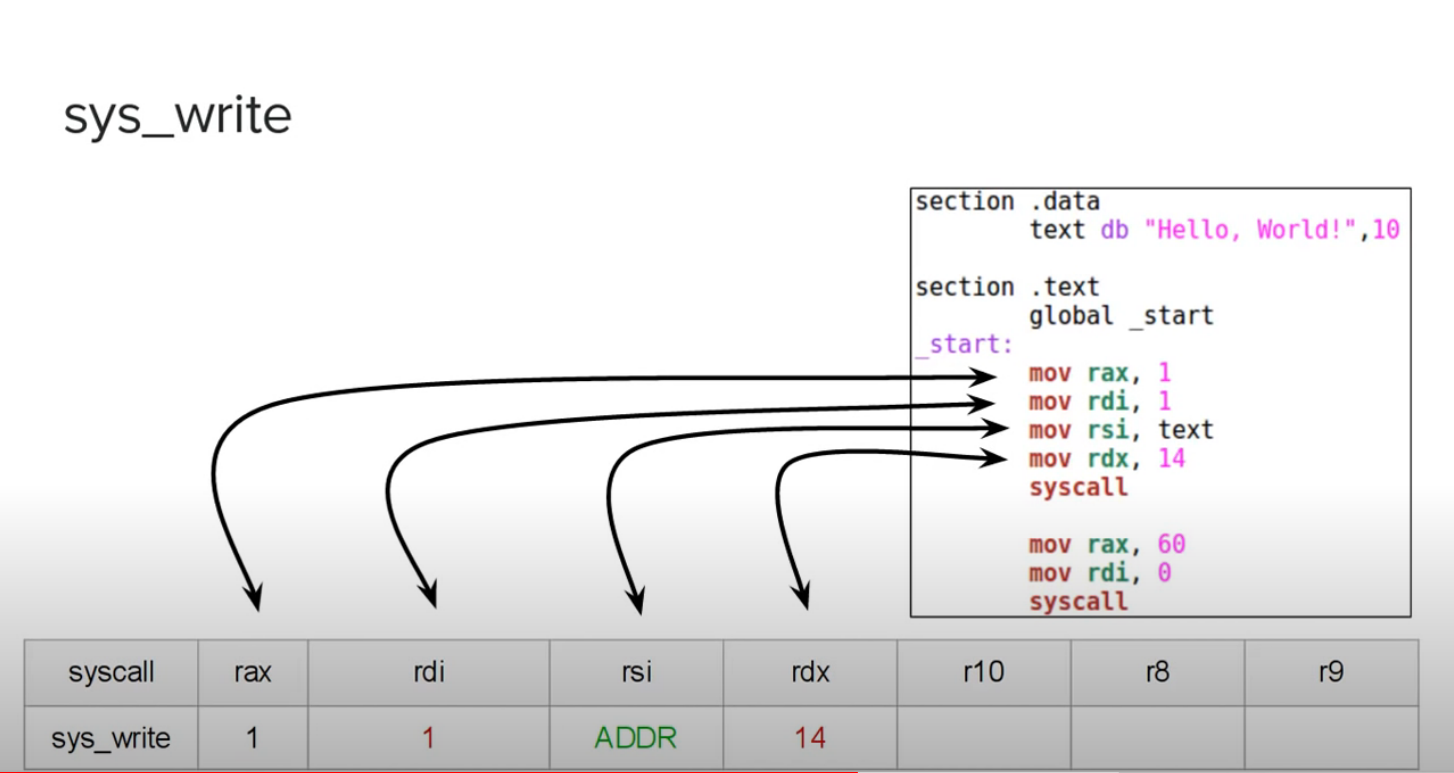 sys_write
section .data
text db "Hello, World!",10
section .text
global _start
_start:
mov rax, 1
mov rdi, 1
mov rsi, text
mov rdx, 14
syscall
mov rax, 60
mov rdi, 0
syscall
syscall rax rdi rsi rdx r10 r8 r9
sys_write 1 1 ADDR 14